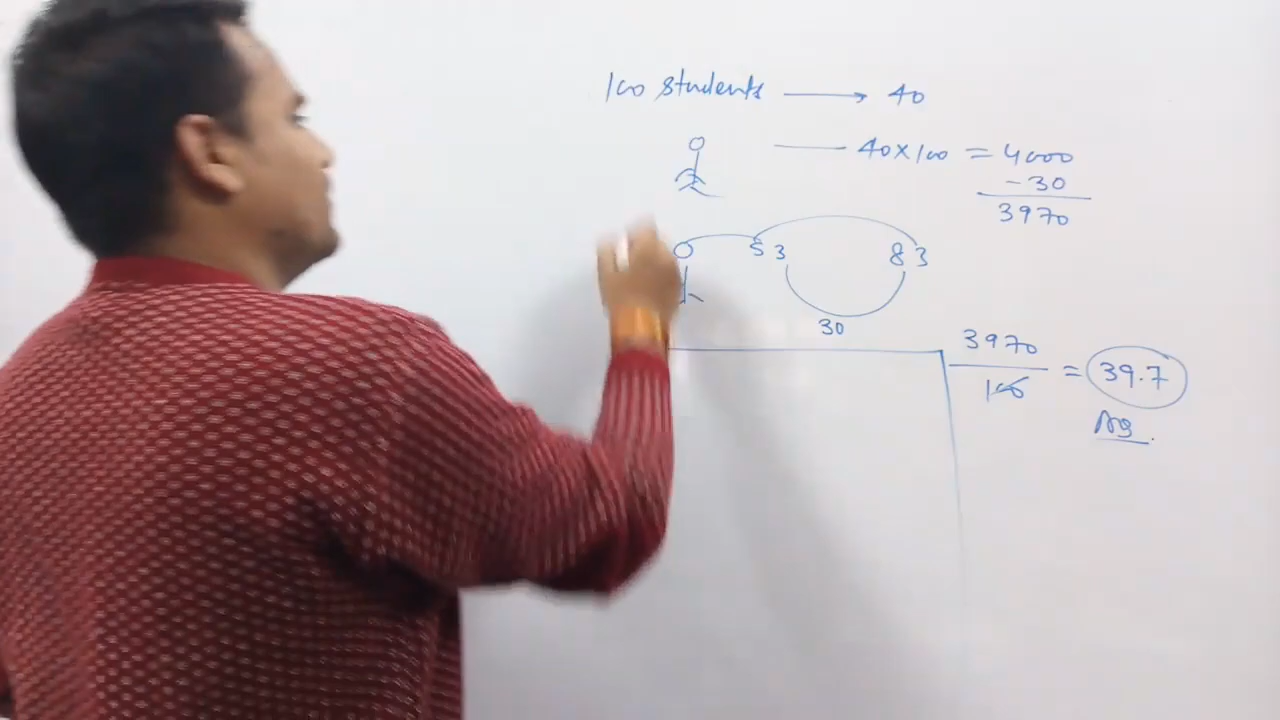 100 students → 40
40×100 = 4000
-30
3970
53 83
30
3970
100 = 39.7
Ans.